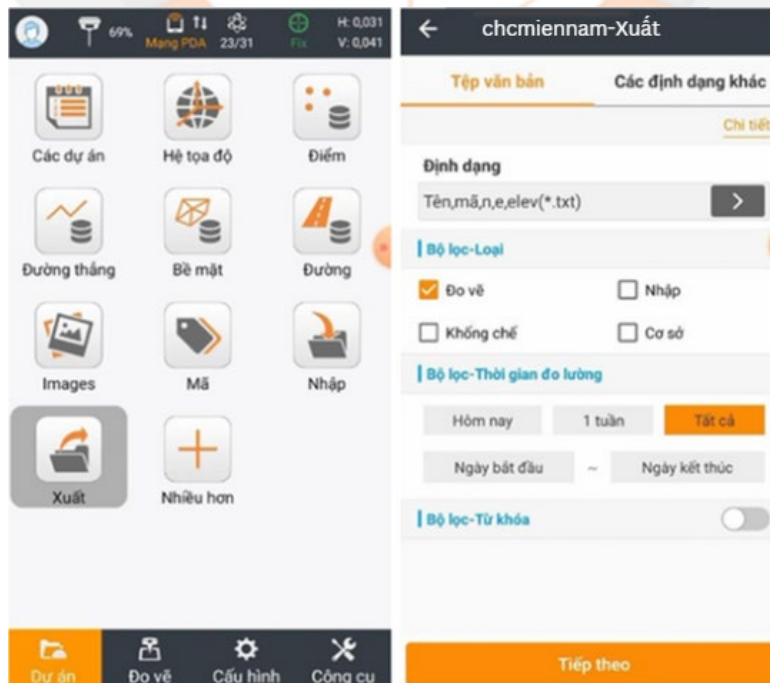 69%
Mạng PDA
23/31
Fix
H: 0,031
V: 0,041
Các dự án
Hệ tọa độ
Điểm
Đường thẳng
Bề mặt
Đường
Images
Mã
Nhập
Xuất
Nhiều hơn
Dự án
Đo vẽ
Cấu hình
Công cụ
chcmiennam-Xuất
Tệp văn bản
Các định dạng khác
Chi tiết
Định dạng
Tên,mã,n,e,elev(*.txt)
Bộ lọc-Loại
Đo vẽ
Nhập
Khống chế
Cơ sở
Bộ lọc-Thời gian đo lường
Hôm nay
1 tuần
Tất cả
Ngày bắt đầu
~
Ngày kết thúc
Bộ lọc-Từ khóa
Tiếp theo